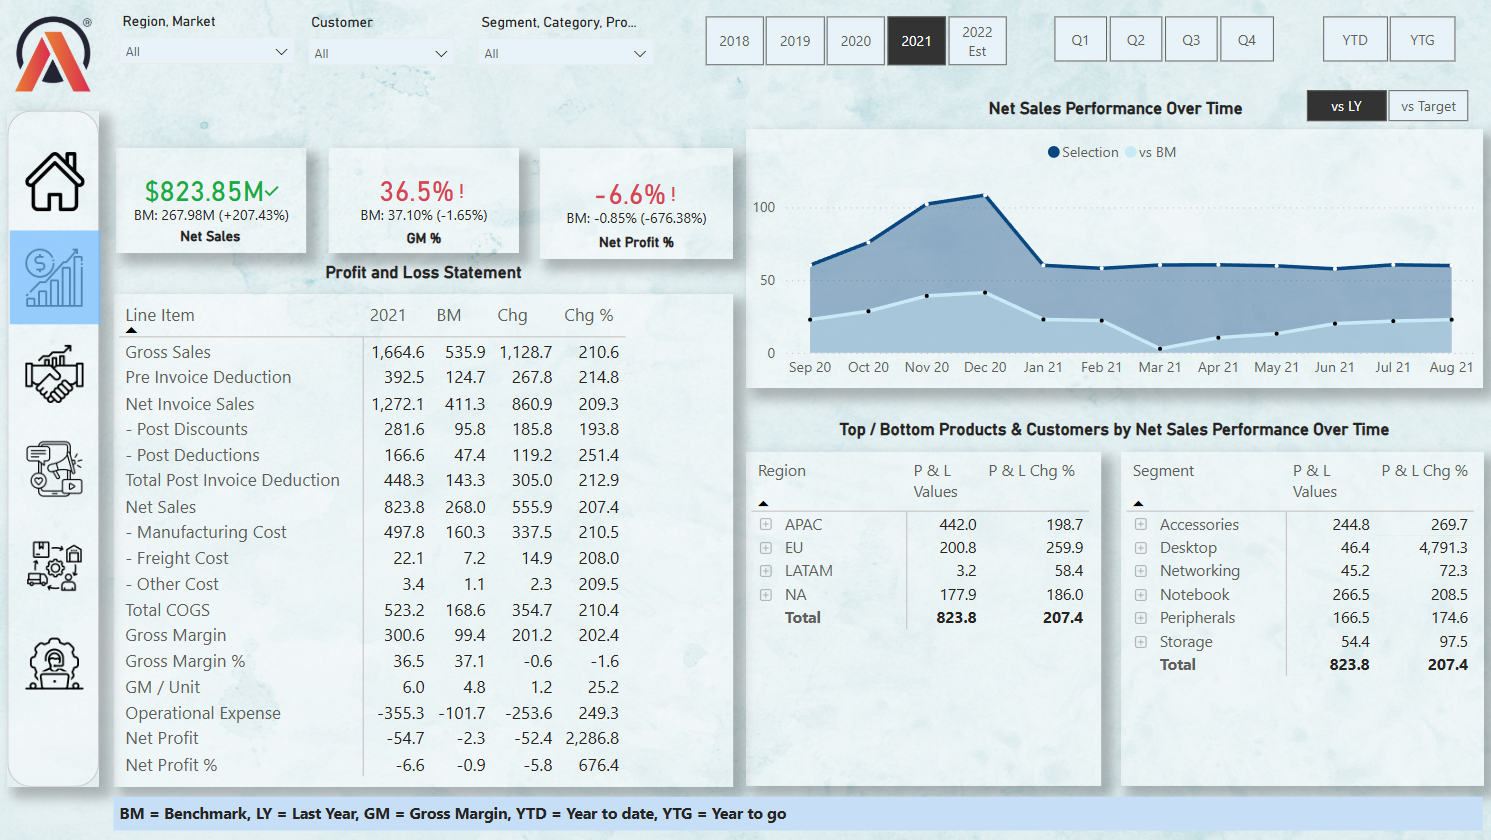 ®
Region, Market
All
Customer
All
Segment, Category, Pro...
All
2018 2019 2020 2021 2022 Est
Q1 Q2 Q3 Q4
YTD YTG
Net Sales Performance Over Time
vs LY vs Target
$823.85M
BM: 267.98M (+207.43%)
Net Sales
36.5% !
BM: 37.10% (-1.65%)
GM %
-6.6% !
BM: -0.85% (-676.38%)
Net Profit %
Selection vs BM
100
50
0
Sep 20 Oct 20 Nov 20 Dec 20 Jan 21 Feb 21 Mar 21 Apr 21 May 21 Jun 21 Jul 21 Aug 21
Profit and Loss Statement
Line Item 2021 BM Chg Chg %
Gross Sales 1,664.6 535.9 1,128.7 210.6
Pre Invoice Deduction 392.5 124.7 267.8 214.8
Net Invoice Sales 1,272.1 411.3 860.9 209.3
- Post Discounts 281.6 95.8 185.8 193.8
- Post Deductions 166.6 47.4 119.2 251.4
Total Post Invoice Deduction 448.3 143.3 305.0 212.9
Net Sales 823.8 268.0 555.9 207.4
- Manufacturing Cost 497.8 160.3 337.5 210.5
- Freight Cost 22.1 7.2 14.9 208.0
- Other Cost 3.4 1.1 2.3 209.5
Total COGS 523.2 168.6 354.7 210.4
Gross Margin 300.6 99.4 201.2 202.4
Gross Margin % 36.5 37.1 -0.6 -1.6
GM / Unit 6.0 4.8 1.2 25.2
Operational Expense -355.3 -101.7 -253.6 249.3
Net Profit -54.7 -2.3 -52.4 2,286.8
Net Profit % -6.6 -0.9 -5.8 676.4
Top / Bottom Products & Customers by Net Sales Performance Over Time
Region P & L Values P & L Chg %
APAC 442.0 198.7
EU 200.8 259.9
LATAM 3.2 58.4
NA 177.9 186.0
Total 823.8 207.4
Segment P & L Values P & L Chg %
Accessories 244.8 269.7
Desktop 46.4 4,791.3
Networking 45.2 72.3
Notebook 266.5 208.5
Peripherals 166.5 174.6
Storage 54.4 97.5
Total 823.8 207.4
BM = Benchmark, LY = Last Year, GM = Gross Margin, YTD = Year to date, YTG = Year to go